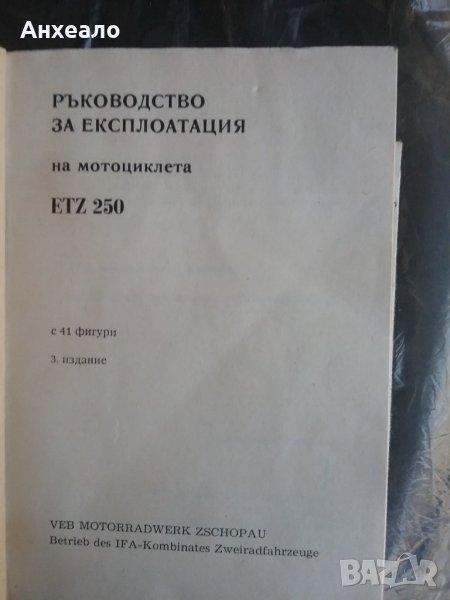 Анхеало
РЪКОВОДСТВО
ЗА ЕКСПЛОАТАЦИЯ
на мотоциклета
ETZ 250
с 41 фигури
3. издание
VEB MOTORRADWERK ZSCHOPAU
Betrieb des IFA-Kombinates Zweiradfahrzeuge
BAZAR